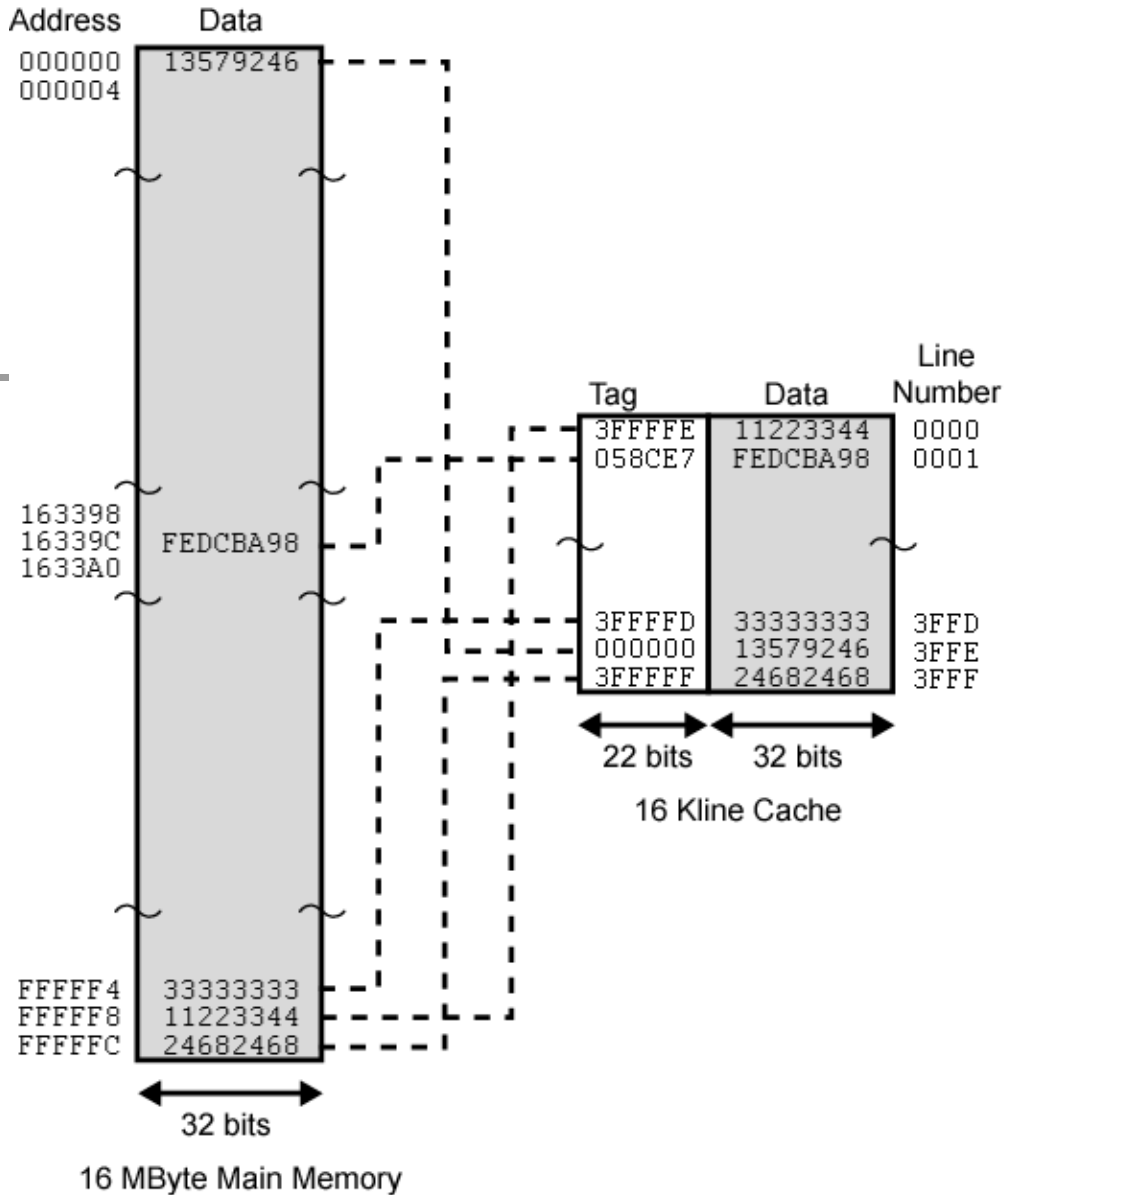 Address Data
000000 13579246
000004
163398
16339C FEDCBA98
1633A0
FFFFF4 33333333
FFFFF8 11223344
FFFFFC 24682468
32 bits
16 MByte Main Memory
Line
Tag Data Number
3FFFFE 11223344 0000
058CE7 FEDCBA98 0001
3FFFFD 33333333 3FFD
000000 13579246 3FFE
3FFFFF 24682468 3FFF
22 bits 32 bits
16 Kline Cache